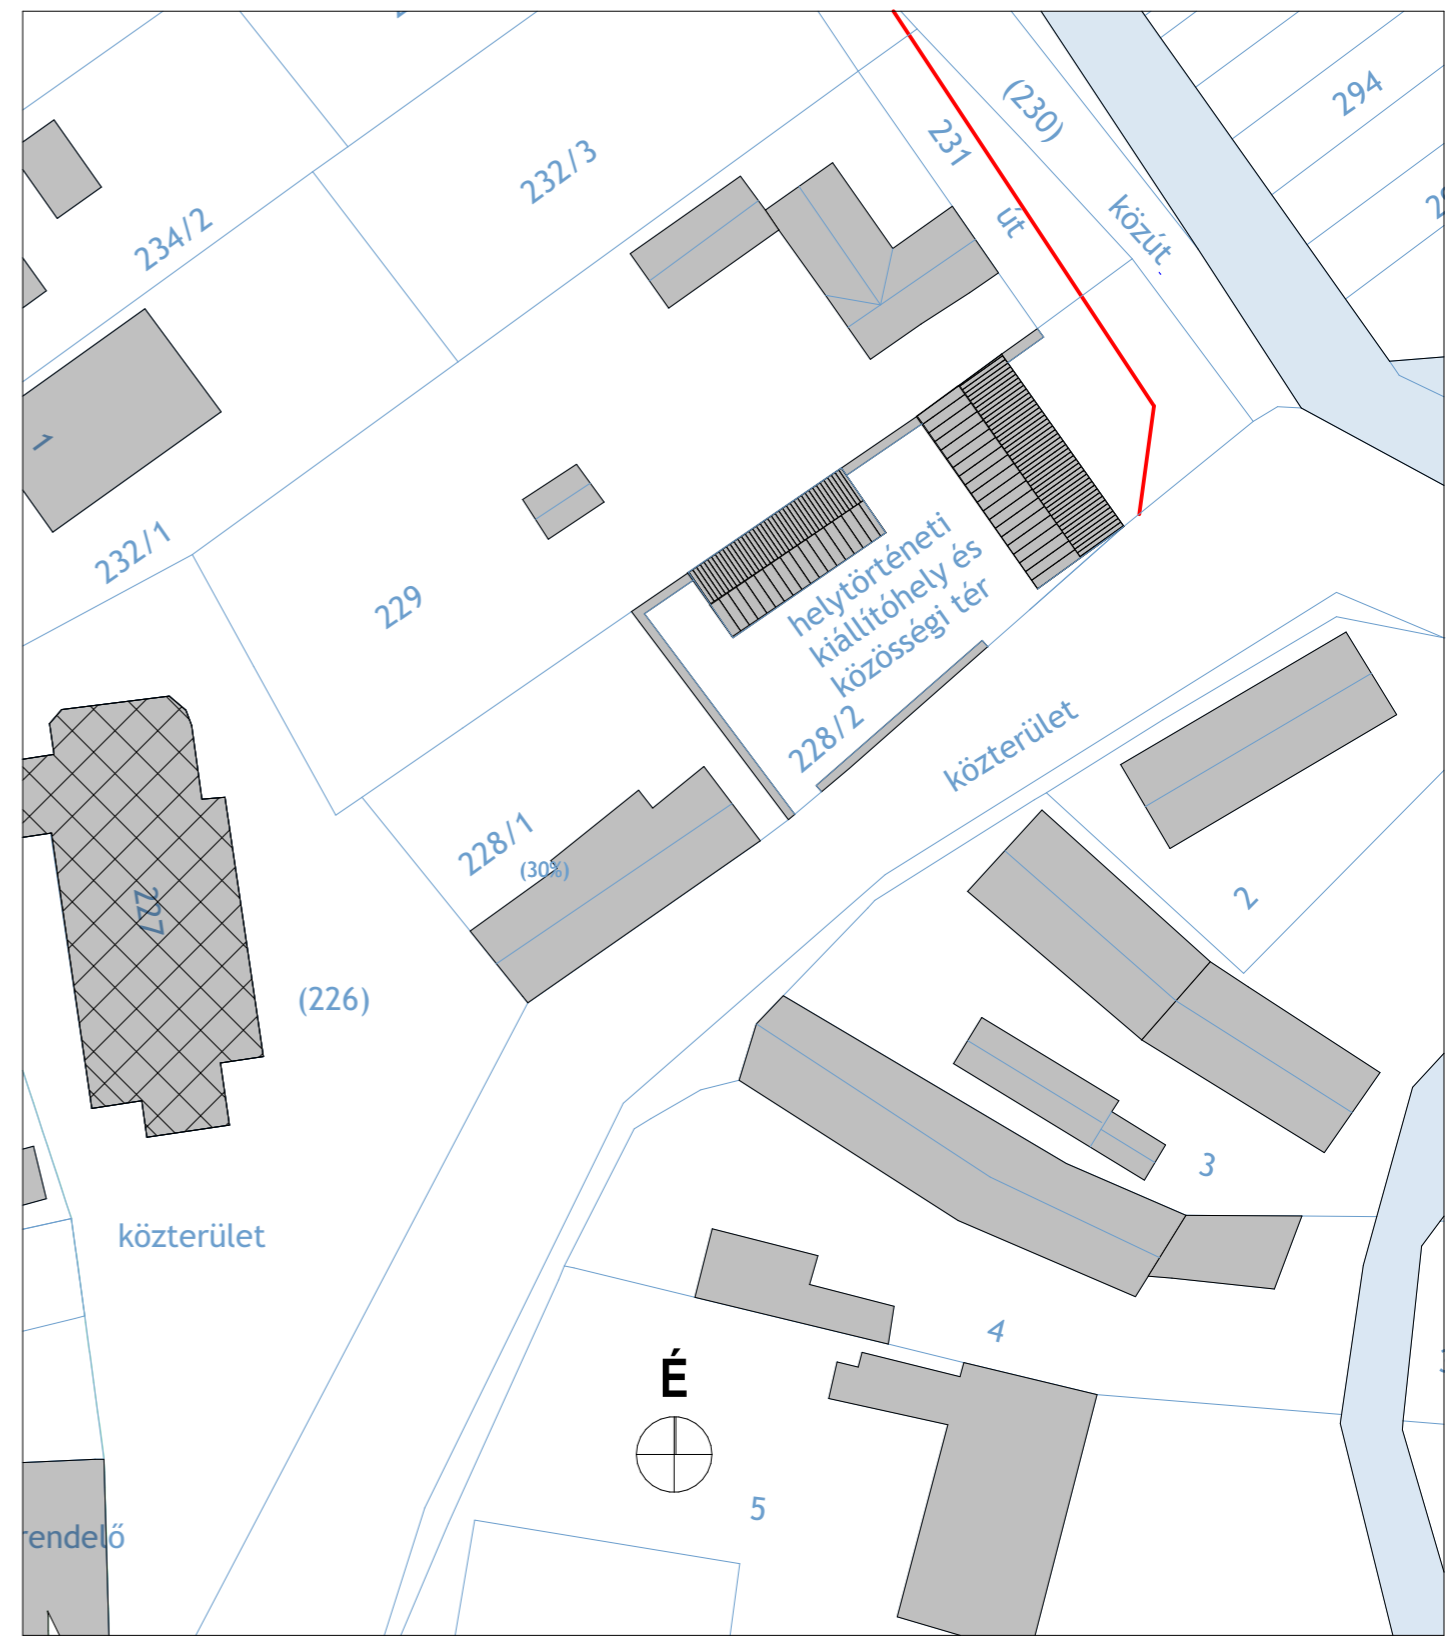 294
(230)
231
út
közút
232/3
234/2
1
232/1
229
helytörténeti
kiállítóhely és
közösségi tér
228/2
közterület
228/1
(30%)
227
(226)
2
3
közterület
4
É
5
rendelő